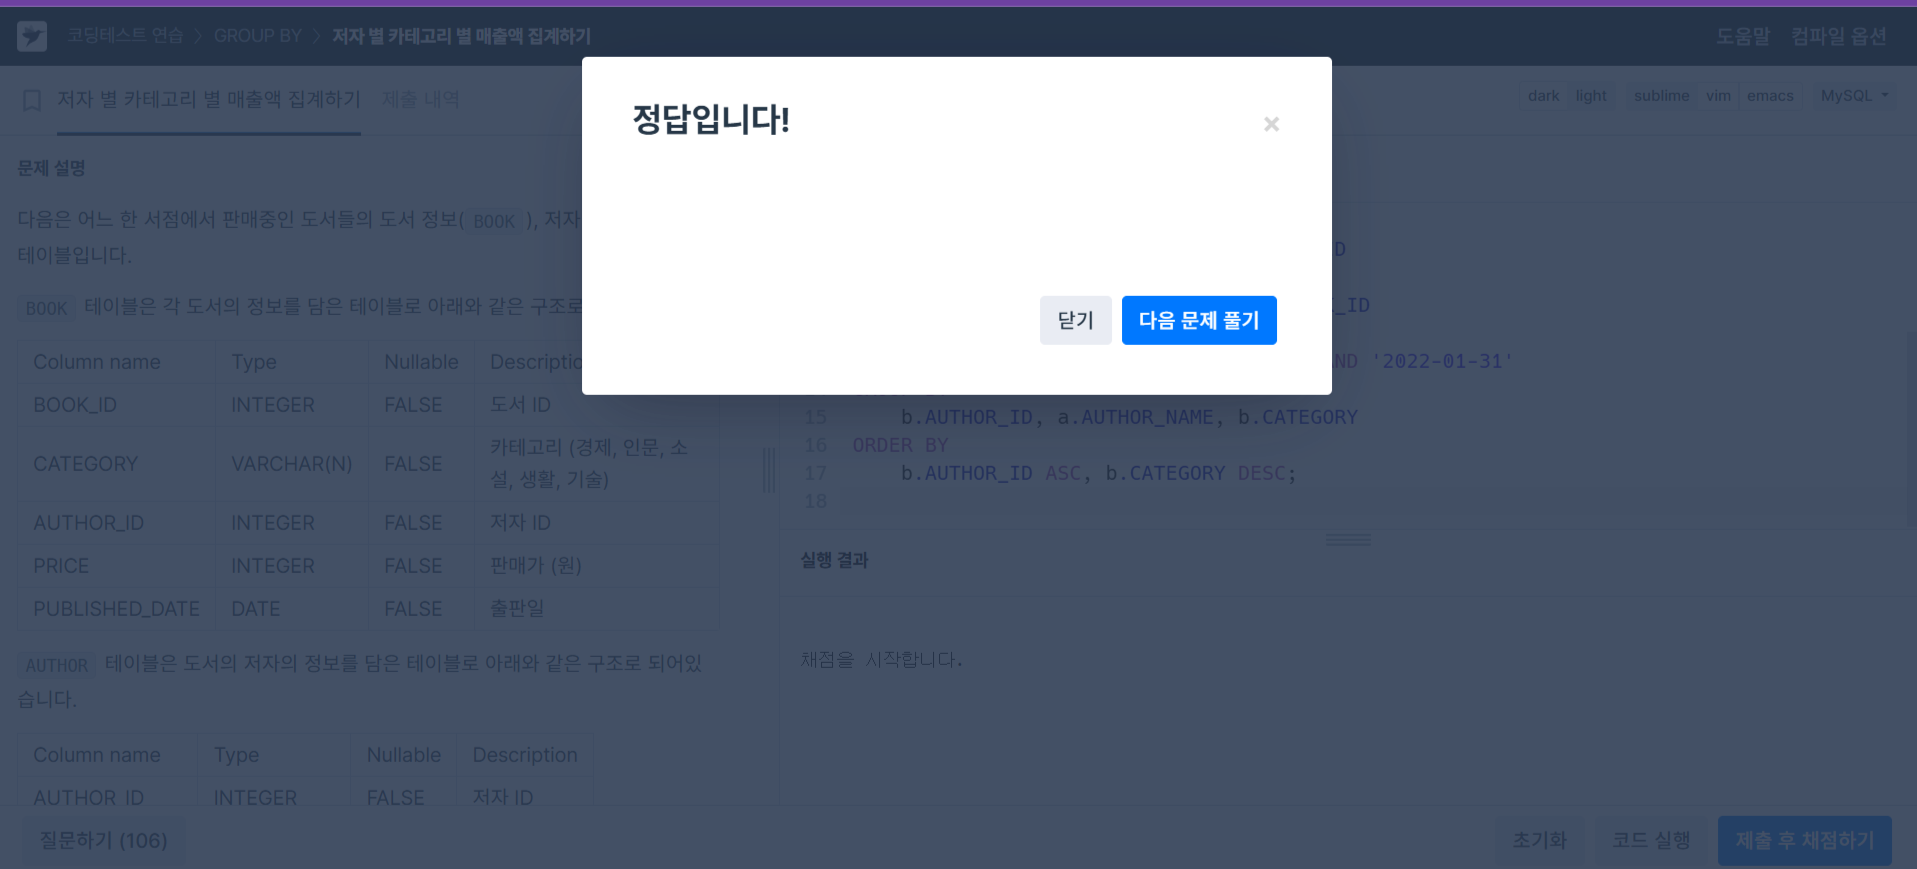 코딩테스트 연습 > GROUP BY > 저자 별 카테고리 별 매출액 집계하기
도움말 컴파일 옵션
저자 별 카테고리 별 매출액 집계하기 제출 내역
dark light sublime vim emacs MySQL
정답입니다!
×
닫기 다음 문제 풀기
문제 설명
다음은 어느 한 서점에서 판매중인 도서들의 도서 정보( BOOK ), 저자
테이블입니다.
BOOK 테이블은 각 도서의 정보를 담은 테이블로 아래와 같은 구조로
Column name Type Nullable Descriptio
BOOK_ID INTEGER FALSE 도서 ID
CATEGORY VARCHAR(N) FALSE 카테고리 (경제, 인문, 소
설, 생활, 기술)
AUTHOR_ID INTEGER FALSE 저자 ID
PRICE INTEGER FALSE 판매가 (원)
PUBLISHED_DATE DATE FALSE 출판일
AUTHOR 테이블은 도서의 저자의 정보를 담은 테이블로 아래와 같은 구조로 되어있
습니다.
Column name Type Nullable Description
AUTHOR_ID INTEGER FALSE 저자 ID
D
_ID
ND '2022-01-31'
15 b.AUTHOR_ID, a.AUTHOR_NAME, b.CATEGORY
16 ORDER BY
17 b.AUTHOR_ID ASC, b.CATEGORY DESC;
18
실행 결과
채점을 시작합니다.
질문하기 (106)
초기화 코드 실행 제출 후 채점하기